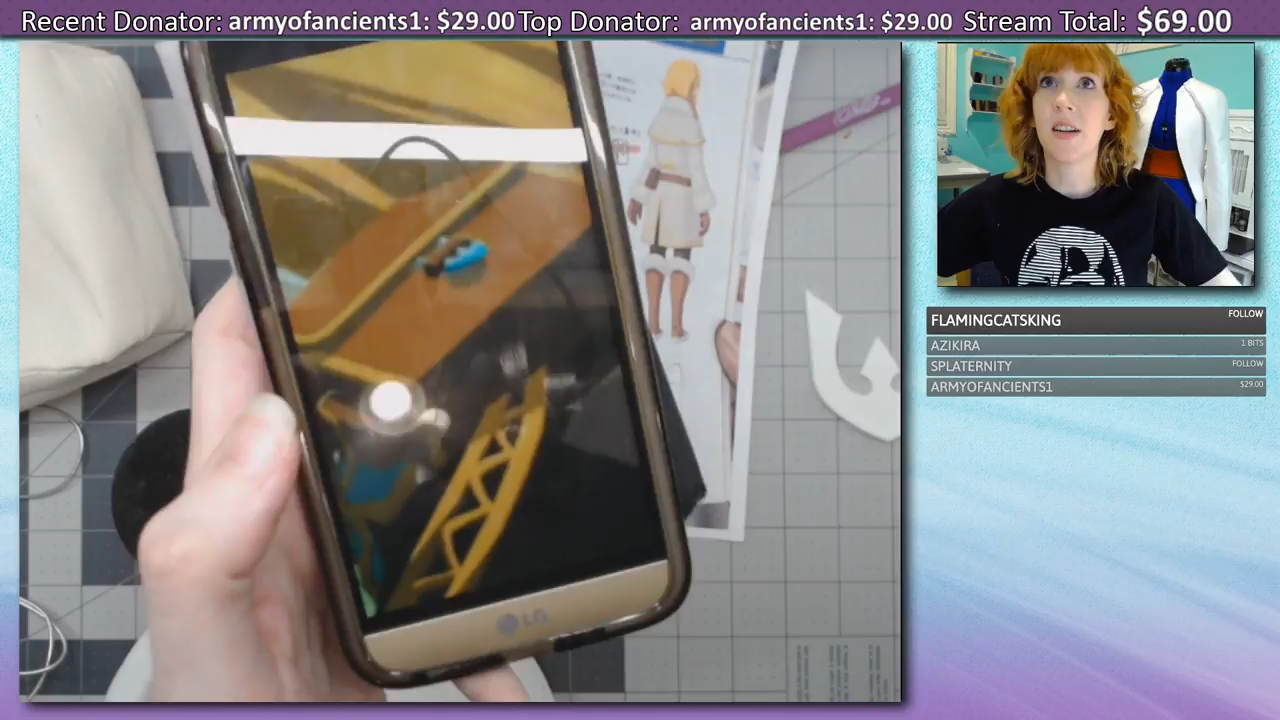 Recent Donator: armyofancients1: $29.00 Top Donator: armyofancients1: $29.00 Stream Total: $69.00
FLAMINGCATSKING FOLLOW
AZIKIRA 1 BITS
SPLATERNITY FOLLOW
ARMYOFANCIENTS1 $29.00
LG